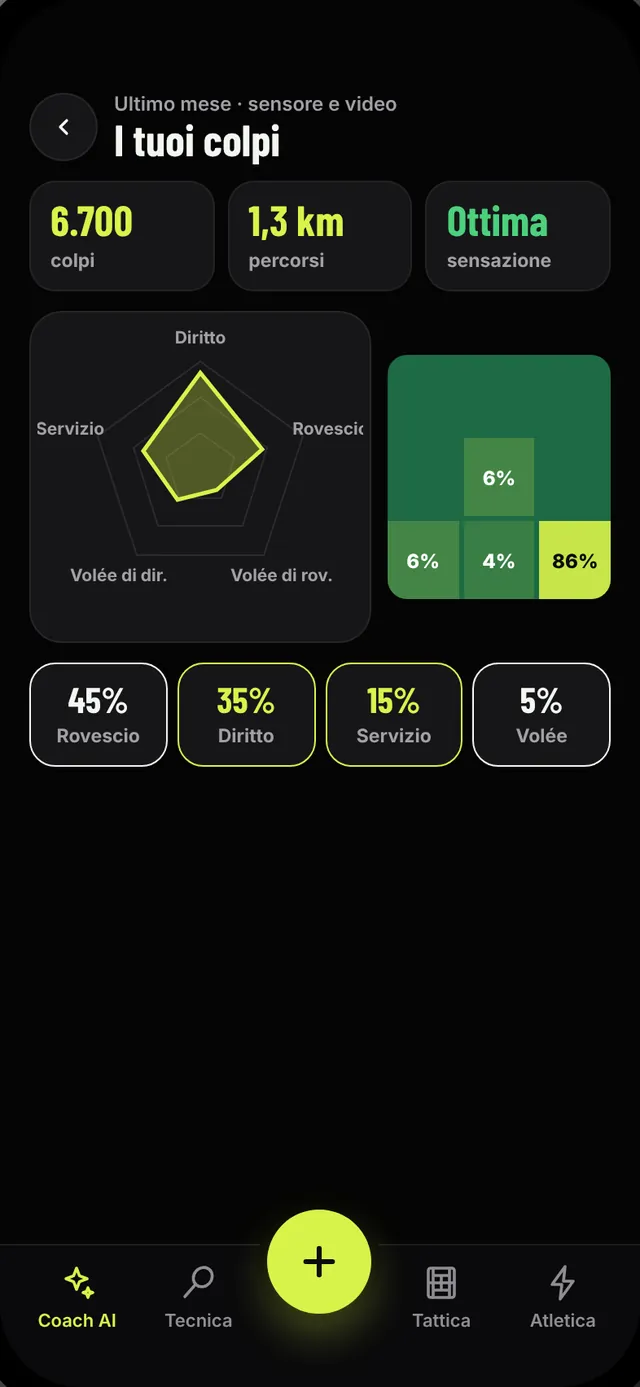 Ultimo mese · sensore e video
I tuoi colpi
6.700
colpi
1,3 km
percorsi
Ottima
sensazione
Diritto
Servizio
Rovescio
Volée di dir.
Volée di rov.
6%
6%
4%
86%
45%
Rovescio
35%
Diritto
15%
Servizio
5%
Volée
Coach AI
Tecnica
Tattica
Atletica